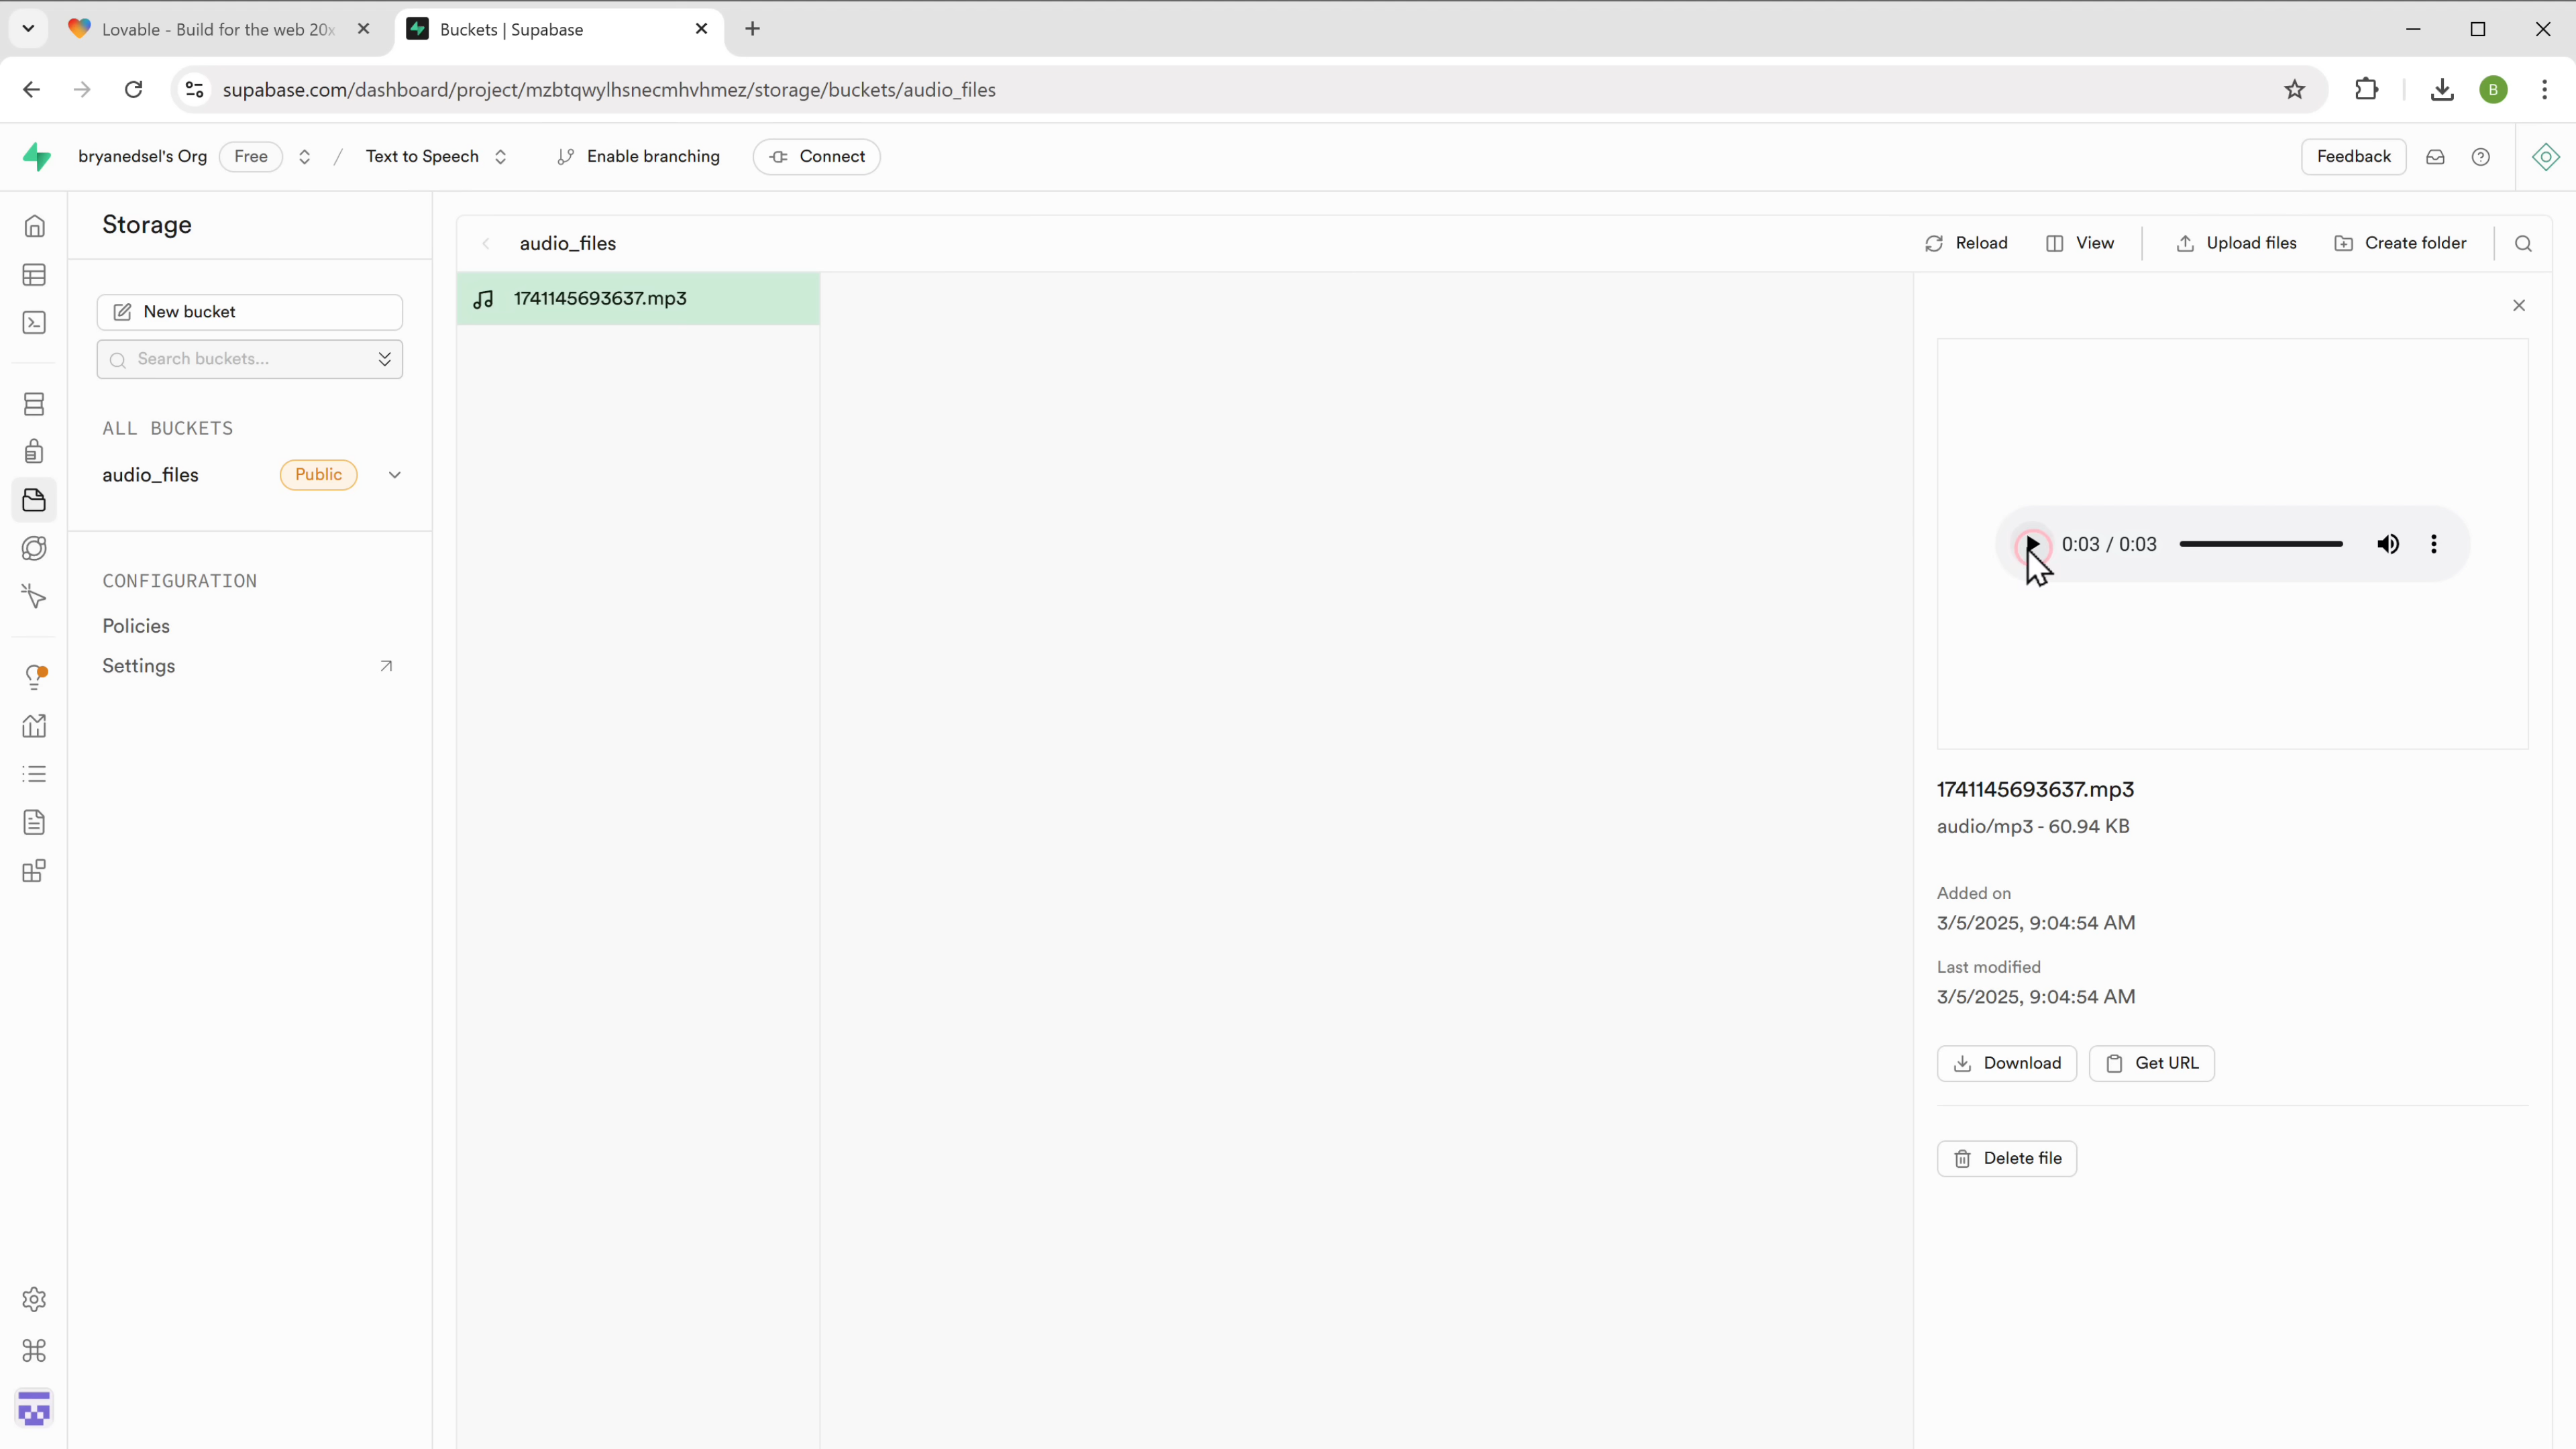 Lovable - Build for the web 20x
Buckets | Supabase
supabase.com/dashboard/project/mzbtqwylhsnecmhvhmez/storage/buckets/audio_files
B
bryanedsel's Org Free / Text to Speech Enable branching Connect
Feedback
Storage
New bucket
Search buckets...
ALL BUCKETS
audio_files Public
CONFIGURATION
Policies
Settings
audio_files
Reload View Upload files Create folder
1741145693637.mp3
0:03 / 0:03
1741145693637.mp3
audio/mp3 - 60.94 KB
Added on
3/5/2025, 9:04:54 AM
Last modified
3/5/2025, 9:04:54 AM
Download Get URL
Delete file